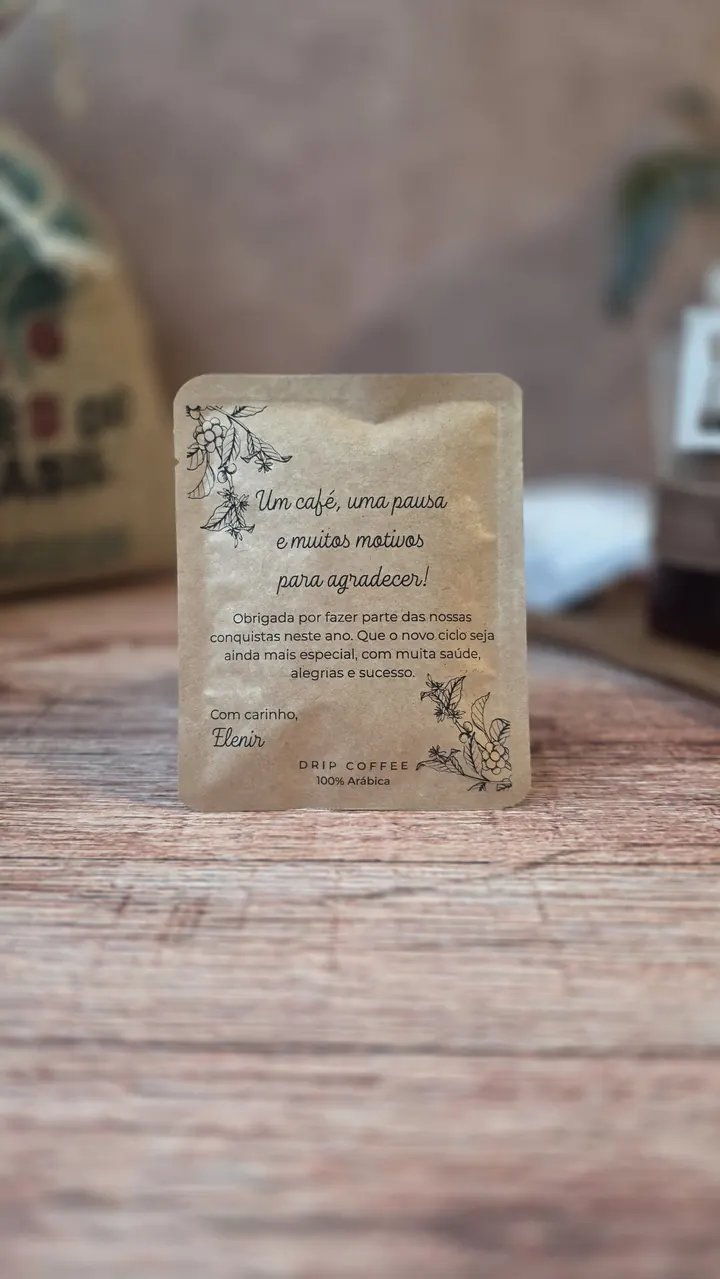 Um café, uma pausa
e muitos motivos
para agradecer!
Obrigada por fazer parte das nossas
conquistas neste ano. Que o novo ciclo seja
ainda mais especial, com muita saúde,
alegrias e sucesso.
Com carinho,
Elenir
DRIP COFFEE
100% Arábica